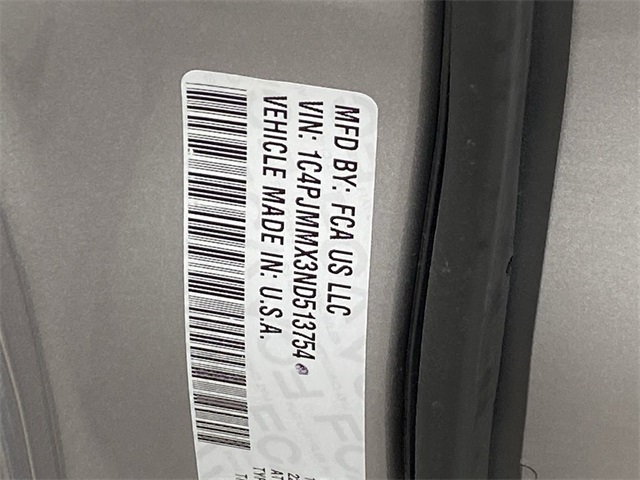 MFD BY: FCA US LLC
VIN: 1C4PJMMX3ND513754
VEHICLE MADE IN: U.S.A.